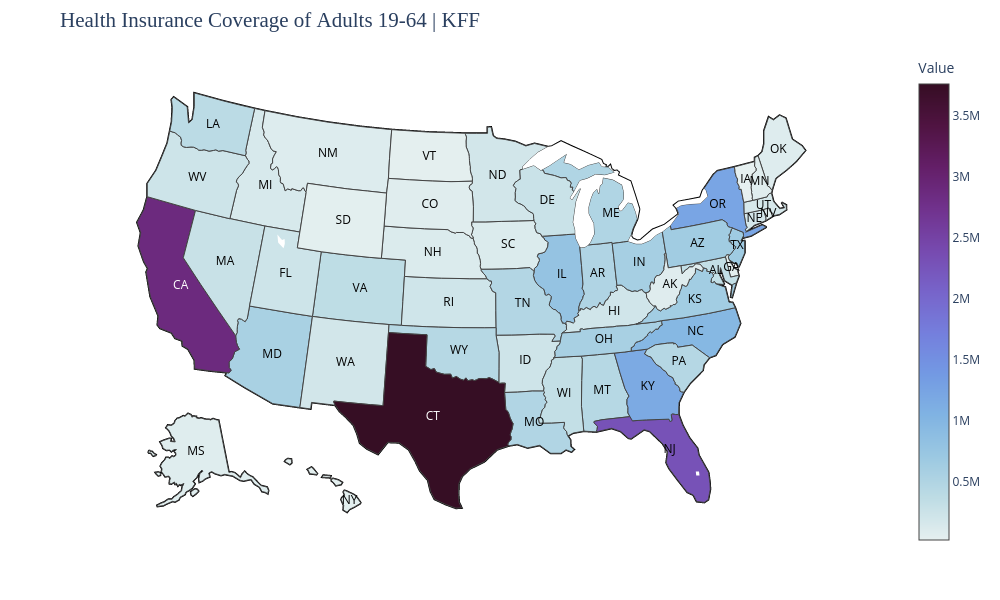 Health Insurance Coverage of Adults 19-64 | KFF
Value
3.5M
3M
2.5M
2M
1.5M
1M
0.5M
LA
WV
MI
NM
VT
ND
SD
CO
NH
SC
DE
ME
OR
IA
MN
OK
UT
NV
NE
CA
MA
FL
VA
RI
TN
IL
AR
IN
AZ
TX
AL
GA
AK
KS
HI
MD
WA
WY
ID
OH
NC
PA
WI
MT
KY
CT
MO
NJ
MS
NY